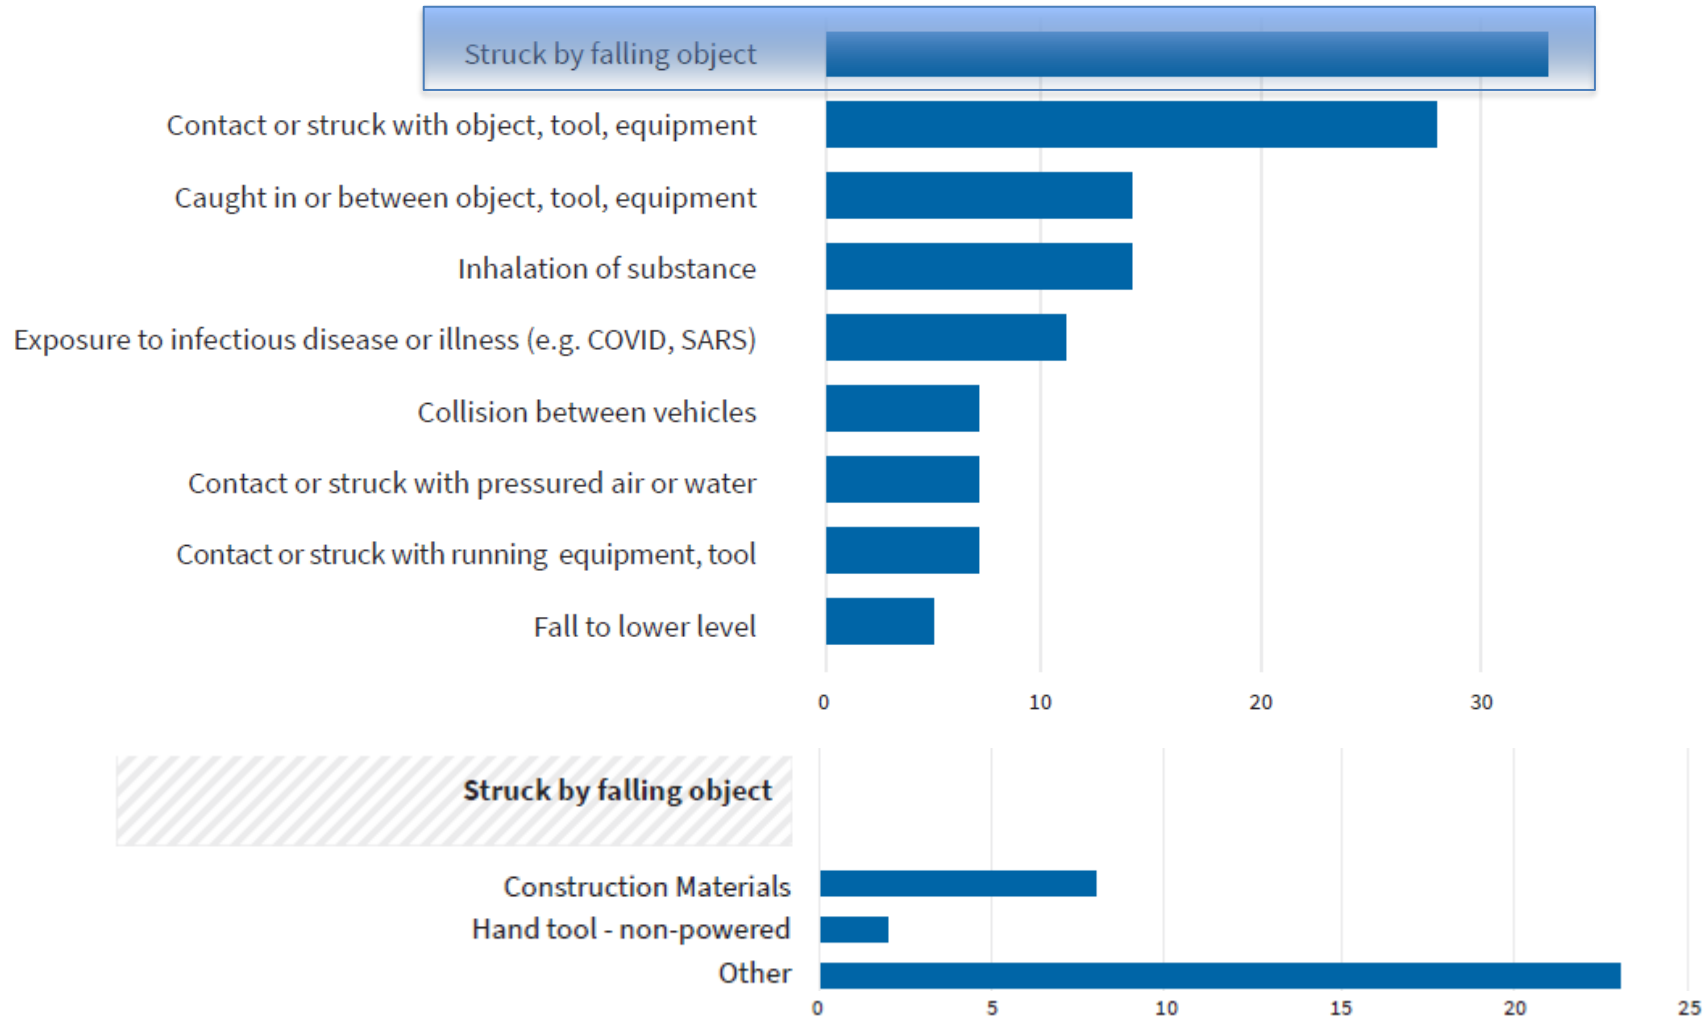 Struck by falling object
Contact or struck with object, tool, equipment
Caught in or between object, tool, equipment
Inhalation of substance
Exposure to infectious disease or illness (e.g. COVID, SARS)
Collision between vehicles
Contact or struck with pressured air or water
Contact or struck with running equipment, tool
Fall to lower level
0 10 20 30
Struck by falling object
Construction Materials
Hand tool - non-powered
Other
0 5 10 15 20 25